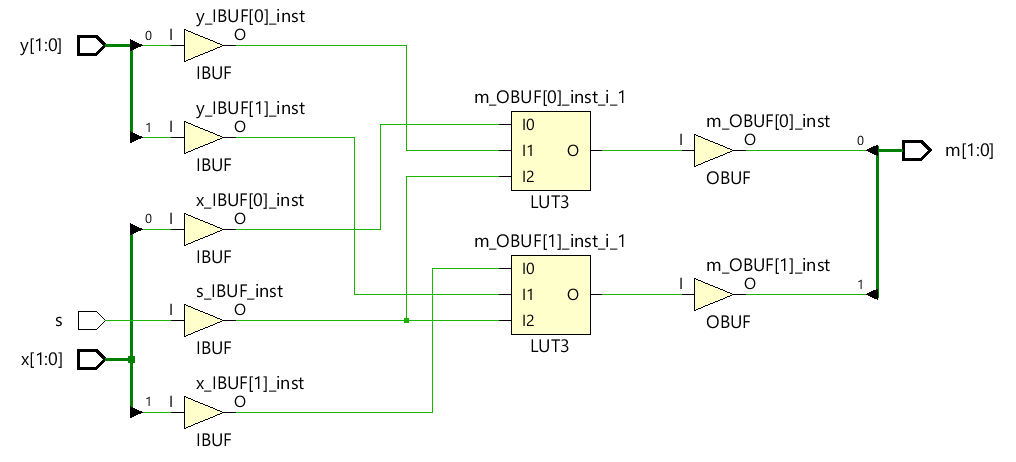 y_IBUF[0]_inst
y[1:0]
0
I
O
IBUF
y_IBUF[1]_inst
1
I
O
IBUF
x_IBUF[0]_inst
0
I
O
IBUF
s_IBUF_inst
s
I
O
IBUF
x[1:0]
x_IBUF[1]_inst
1
I
O
IBUF
m_OBUF[0]_inst_i_1
I0
I1
O
I2
LUT3
m_OBUF[1]_inst_i_1
I0
I1
O
I2
LUT3
m_OBUF[0]_inst
I
O
OBUF
m_OBUF[1]_inst
I
O
OBUF
0
m[1:0]
1